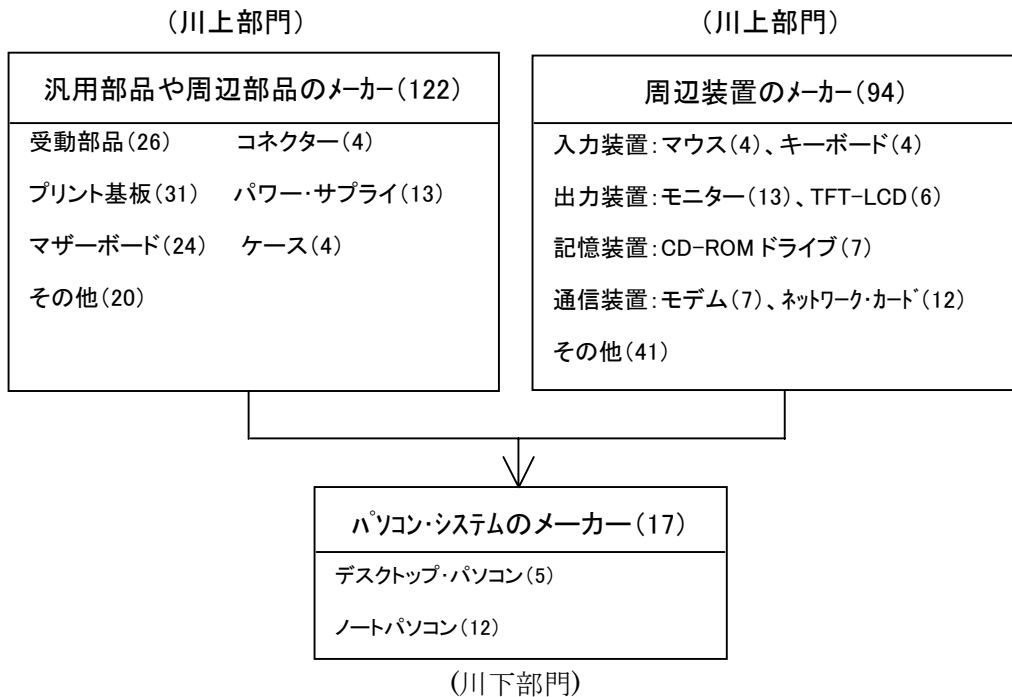 (川上部門)
汎用部品や周辺部品のメーカー(122)
受動部品(26) コネクター(4)
プリント基板(31) パワー・サプライ(13)
マザーボード(24) ケース(4)
その他(20)
(川上部門)
周辺装置のメーカー(94)
入力装置:マウス(4)、キーボード(4)
出力装置:モニター(13)、TFT-LCD(6)
記憶装置:CD-ROMドライブ(7)
通信装置:モデム(7)、ネットワーク・カード(12)
その他(41)
パソコン・システムのメーカー(17)
デスクトップ・パソコン(5)
ノートパソコン(12)
(川下部門)